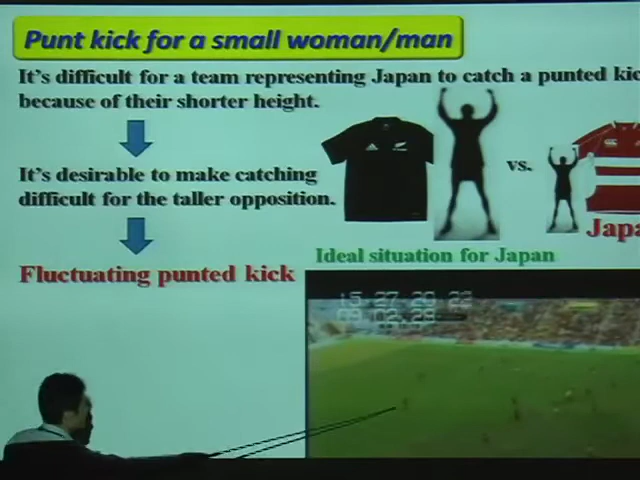 Punt kick for a small woman/man
It's difficult for a team representing Japan to catch a punted kic
because of their shorter height.
vs.
It's desirable to make catching
difficult for the taller opposition.
Japa
Ideal situation for Japan
Fluctuating punted kick